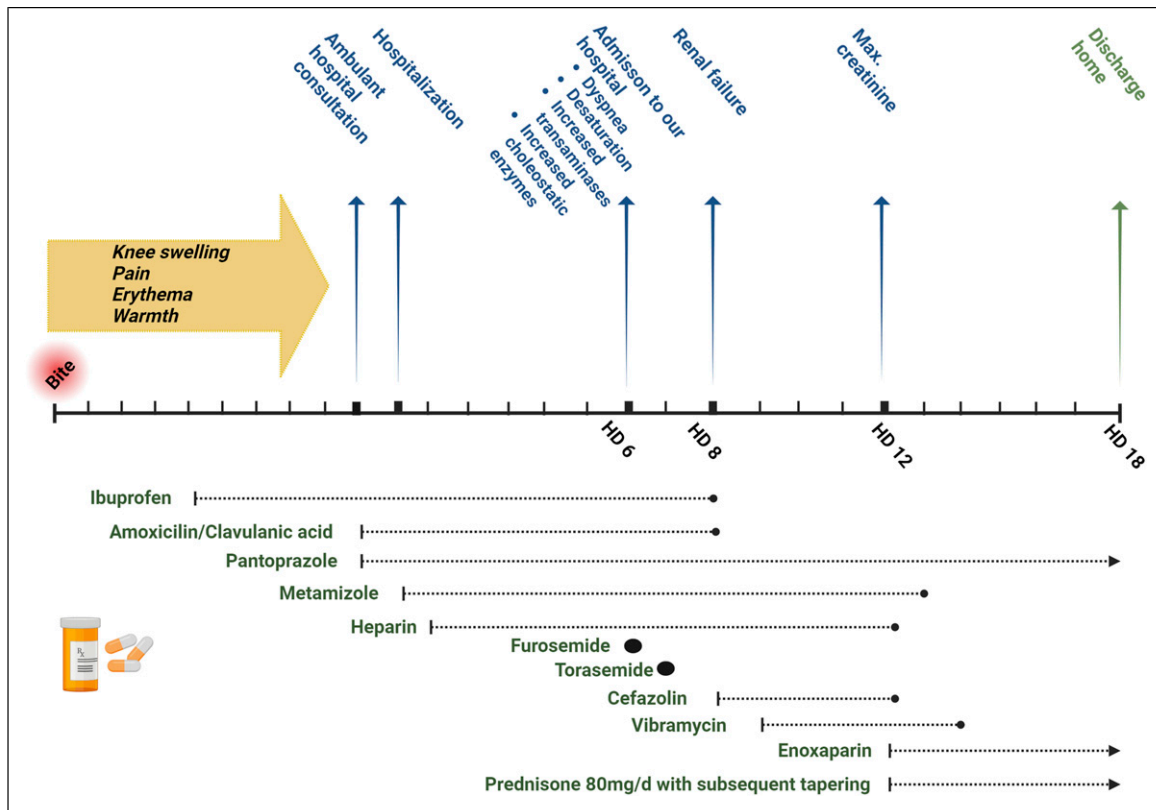 Ambulant
hospital
consultation
Hospitalization
Admisson to our
hospital
• Dyspnea
• Desaturation
• Increased
transaminases
• Increased
choleostatic
enzymes
Renal failure
Max.
creatinine
Discharge
home
Knee swelling
Pain
Erythema
Warmth
Bite
HD 6
HD 8
HD 12
HD 18
Ibuprofen
Amoxicilin/Clavulanic acid
Pantoprazole
Metamizole
Heparin
Furosemide
Torasemide
Cefazolin
Vibramycin
Enoxaparin
Prednisone 80mg/d with subsequent tapering
Rx